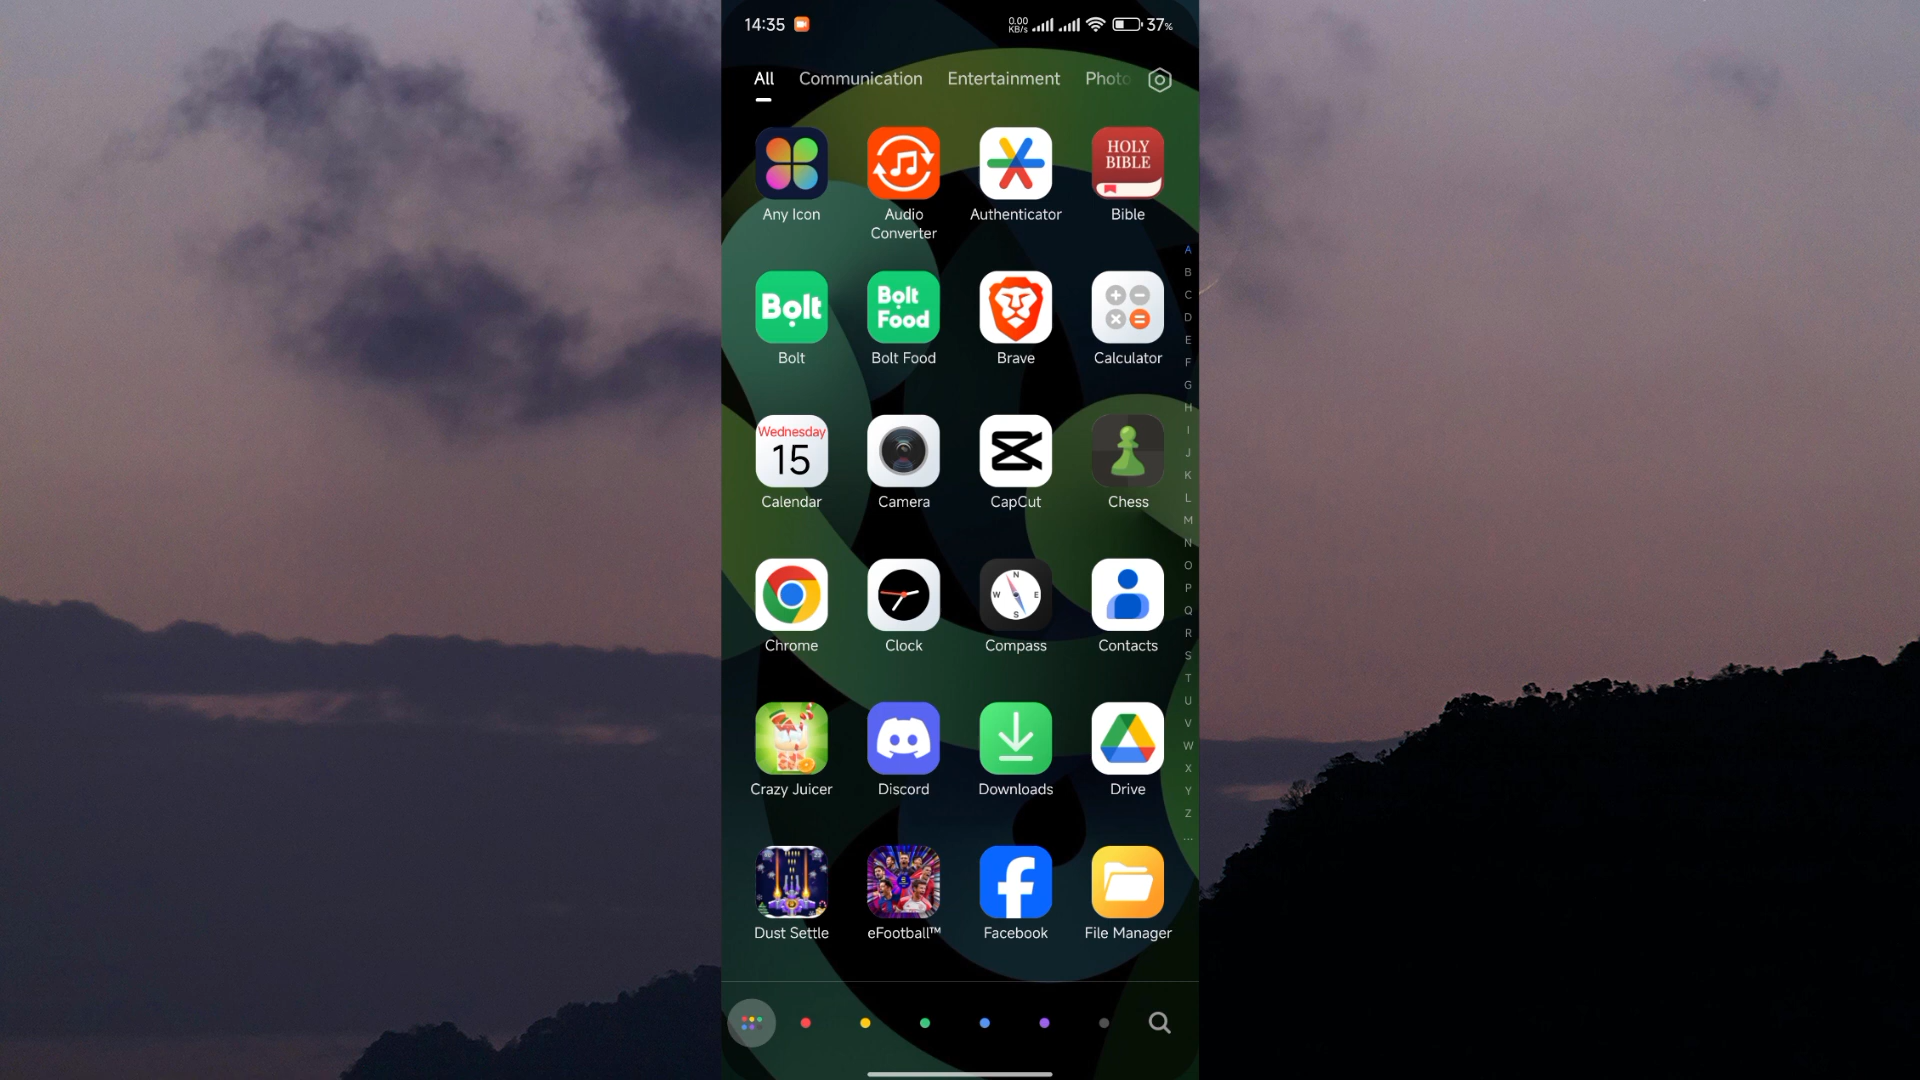 14:35
0.00
KB/s
37%
All Communication Entertainment Photo
HOLY
BIBLE
Any Icon Audio Converter Authenticator Bible
Bolt
Bolt
Food
Bolt Bolt Food Brave Calculator
Wednesday
15
Calendar Camera CapCut Chess
N
W E
S
Chrome Clock Compass Contacts
Crazy Juicer Discord Downloads Drive
Dust Settle eFootball™ Facebook File Manager
A
B
C
D
E
F
G
H
I
J
K
L
M
N
O
P
Q
R
S
T
U
V
W
X
Y
Z
...